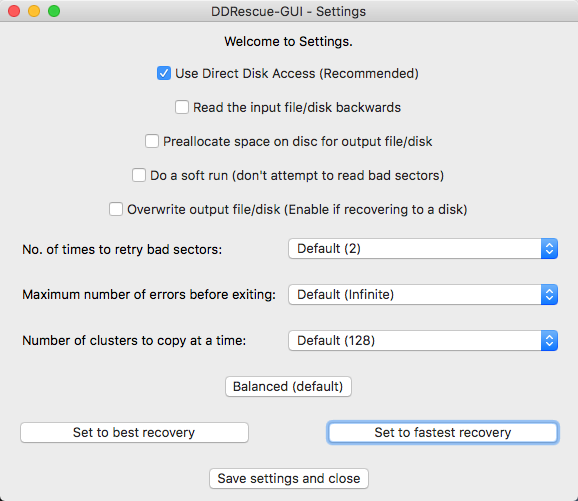 DDRescue-GUI - Settings
Welcome to Settings.
Use Direct Disk Access (Recommended)
Read the input file/disk backwards
Preallocate space on disc for output file/disk
Do a soft run (don't attempt to read bad sectors)
Overwrite output file/disk (Enable if recovering to a disk)
No. of times to retry bad sectors: Default (2)
Maximum number of errors before exiting: Default (Infinite)
Number of clusters to copy at a time: Default (128)
Balanced (default)
Set to best recovery Set to fastest recovery
Save settings and close